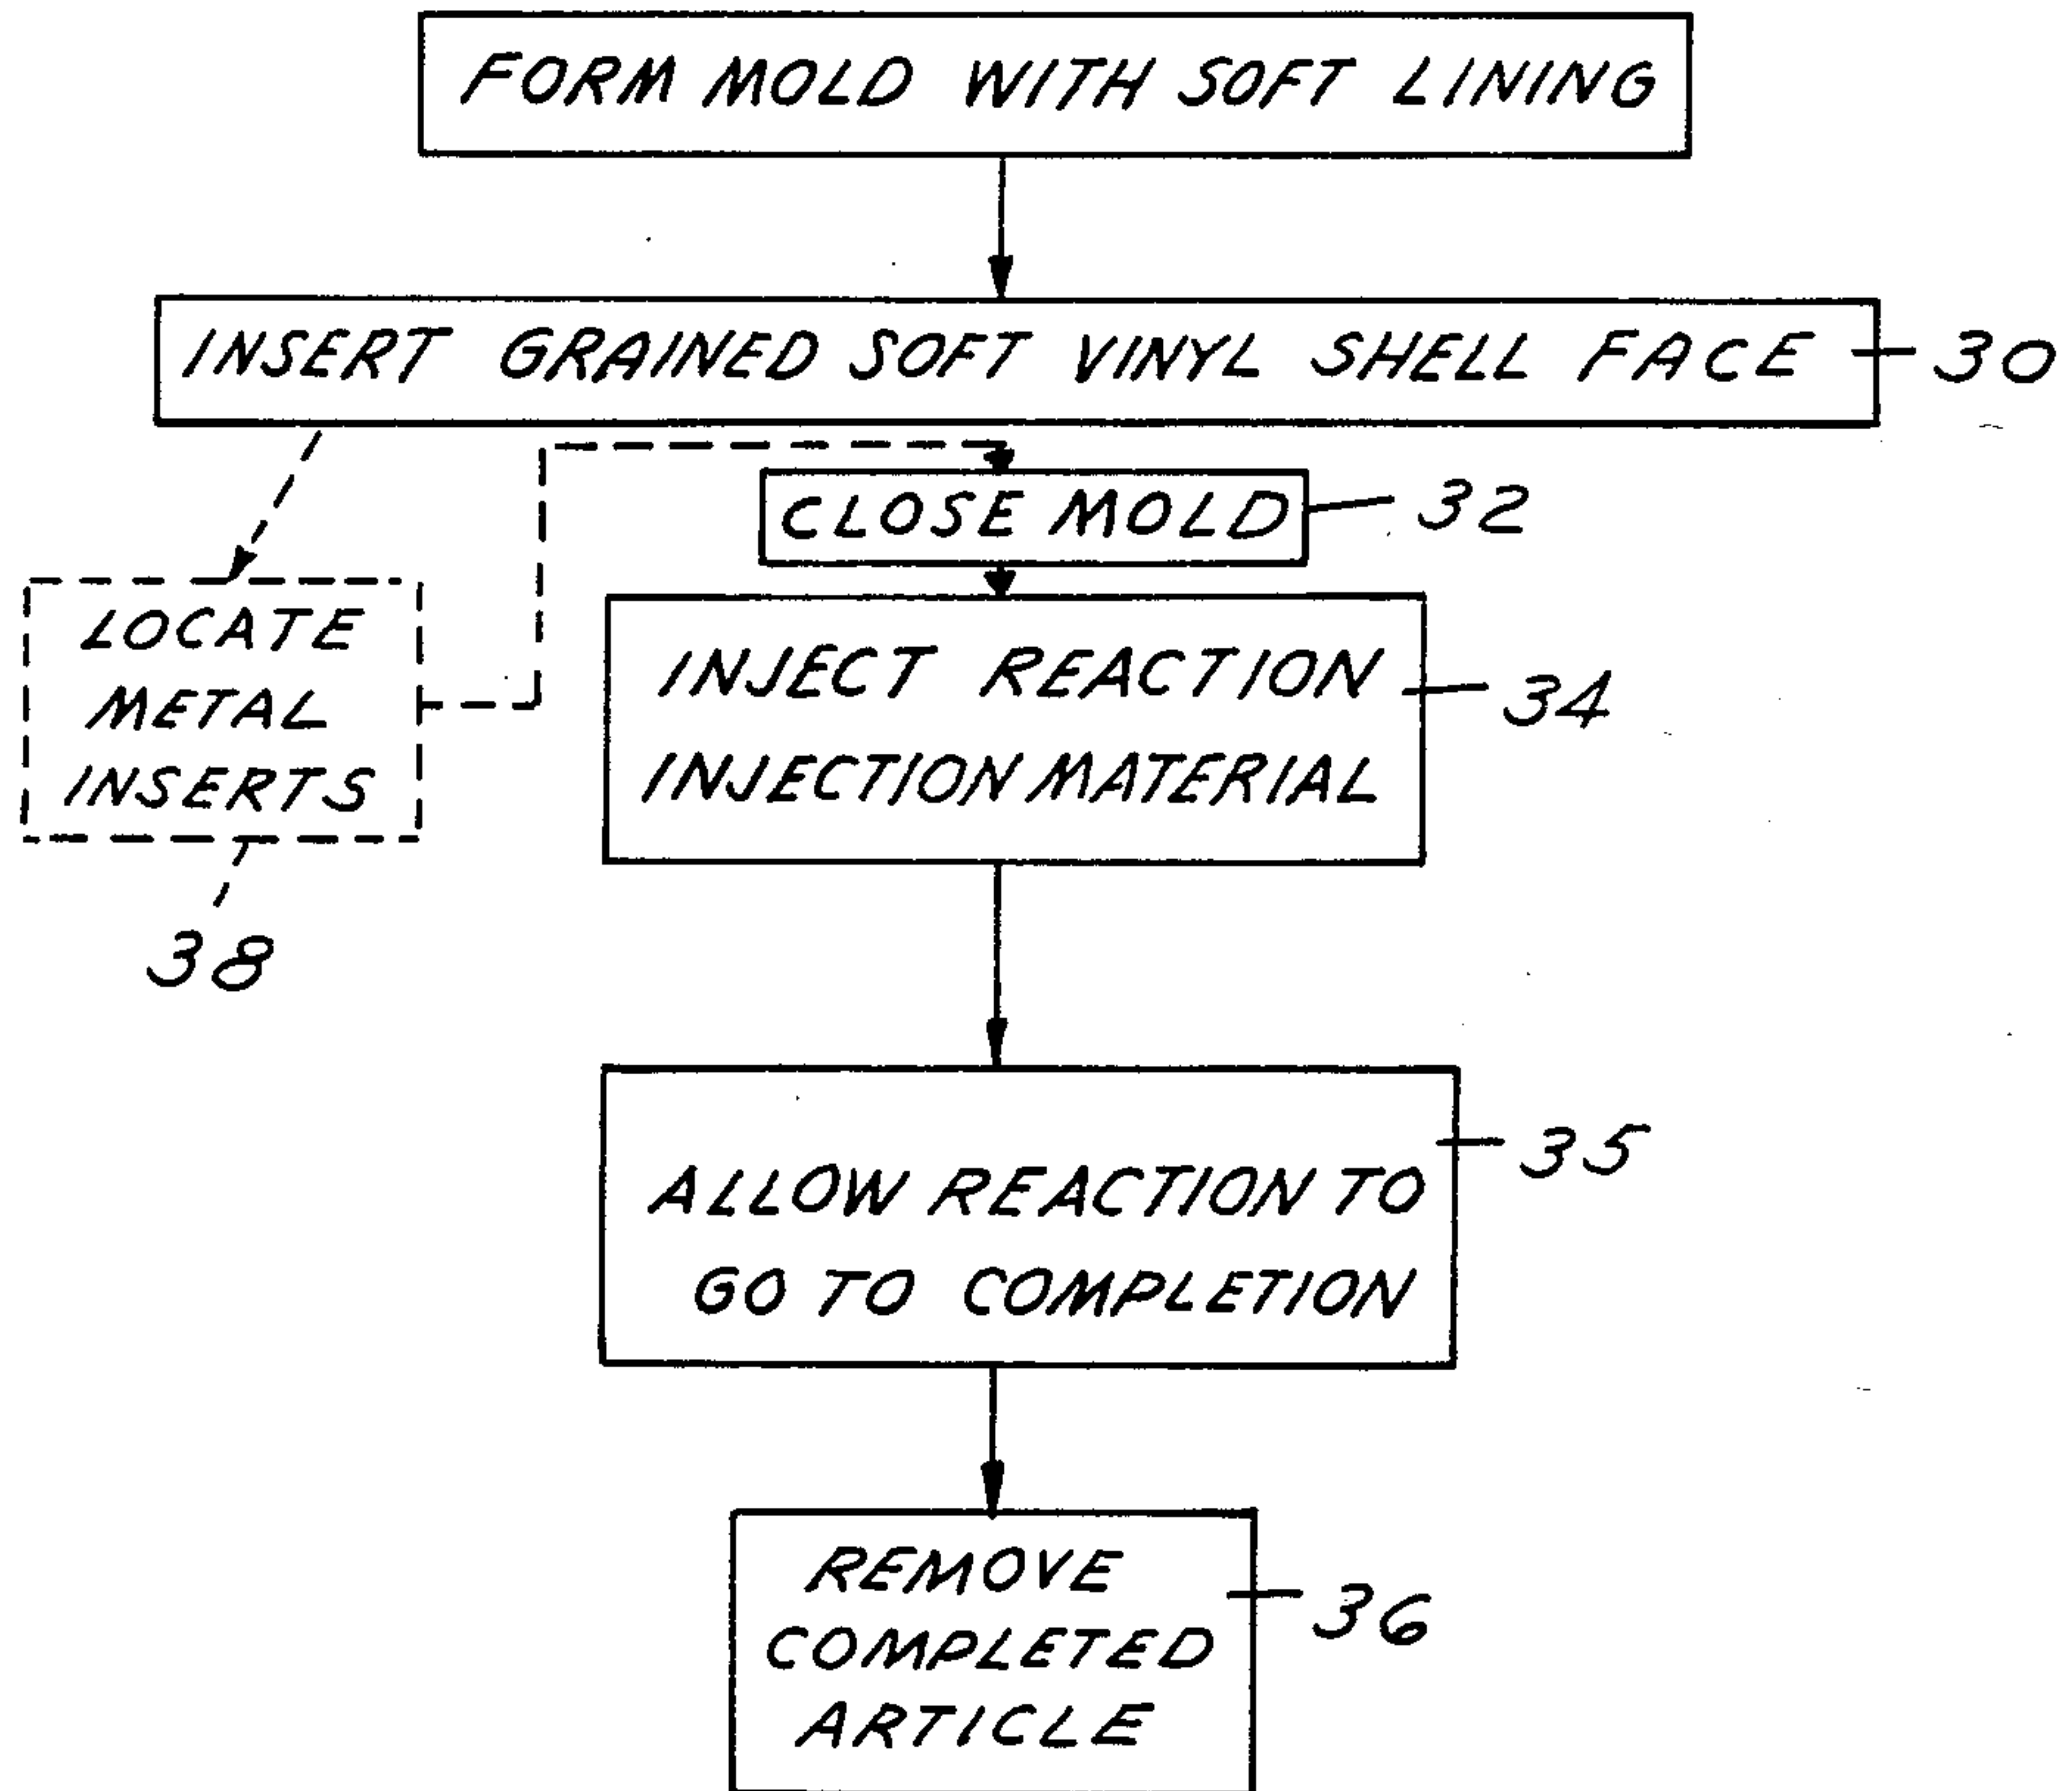 FORM MOLD WITH SOFT LINING
INSERT GRAINED SOFT VINYL SHELL FACE
30
CLOSE MOLD
32
LOCATE
METAL
INSERTS
38
INJECT REACTION
INJECTION MATERIAL
34
ALLOW REACTION TO
GO TO COMPLETION
35
REMOVE
COMPLETED
ARTICLE
36